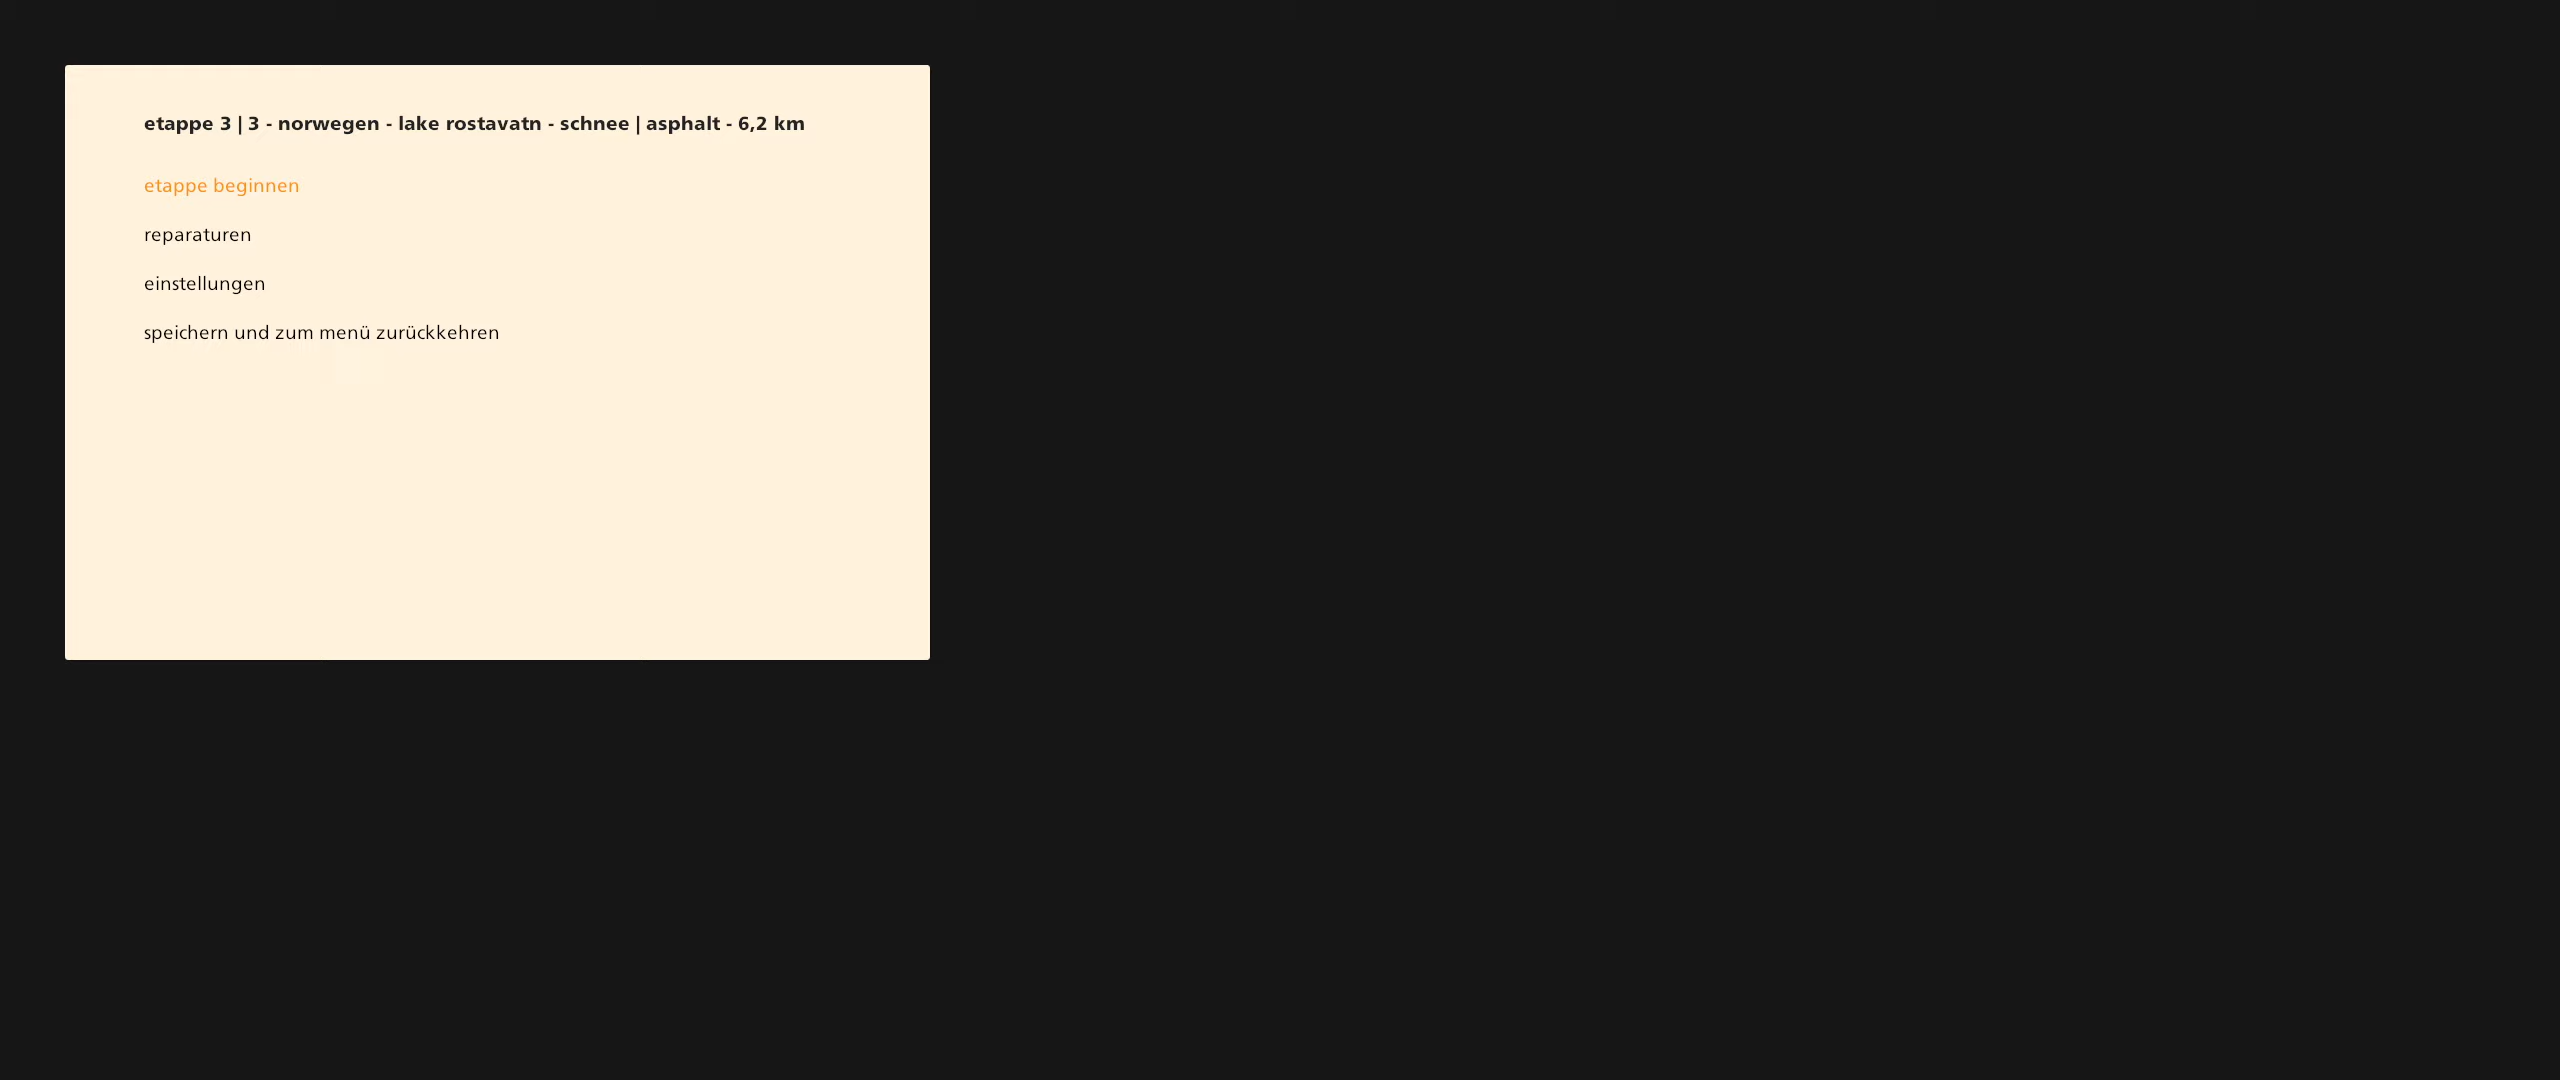 etappe 3 | 3 - norwegen - lake rostavatn - schnee | asphalt - 6,2 km
etappe beginnen
reparaturen
einstellungen
speichern und zum menü zurückkehren